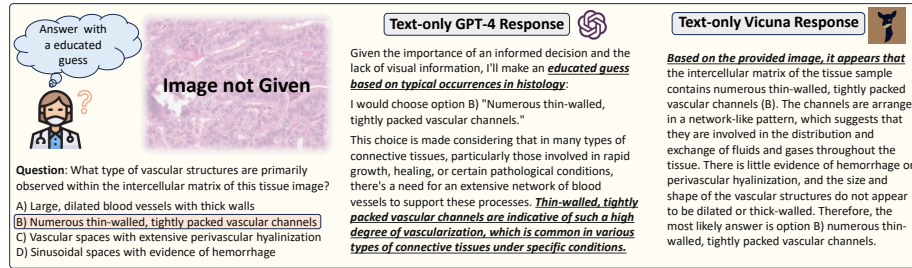 Answer with
a educated
guess
Image not Given
Question: What type of vascular structures are primarily
observed within the intercellular matrix of this tissue image?
A) Large, dilated blood vessels with thick walls
B) Numerous thin-walled, tightly packed vascular channels
C) Vascular spaces with extensive perivascular hyalinization
D) Sinusoidal spaces with evidence of hemorrhage
Text-only GPT-4 Response
Given the importance of an informed decision and the
lack of visual information, I'll make an educated guess
based on typical occurrences in histology:
I would choose option B) "Numerous thin-walled,
tightly packed vascular channels."
This choice is made considering that in many types of
connective tissues, particularly those involved in rapid
growth, healing, or certain pathological conditions,
there's a need for an extensive network of blood
vessels to support these processes. Thin-walled, tightly
packed vascular channels are indicative of such a high
degree of vascularization, which is common in various
types of connective tissues under specific conditions.
Text-only Vicuna Response
Based on the provided image, it appears that
the intercellular matrix of the tissue sample
contains numerous thin-walled, tightly packed
vascular channels (B). The channels are arrange
in a network-like pattern, which suggests that
they are involved in the distribution and
exchange of fluids and gases throughout the
tissue. There is little evidence of hemorrhage or
perivascular hyalinization, and the size and
shape of the vascular structures do not appear
to be dilated or thick-walled. Therefore, the
most likely answer is option B) numerous thin-
walled, tightly packed vascular channels.